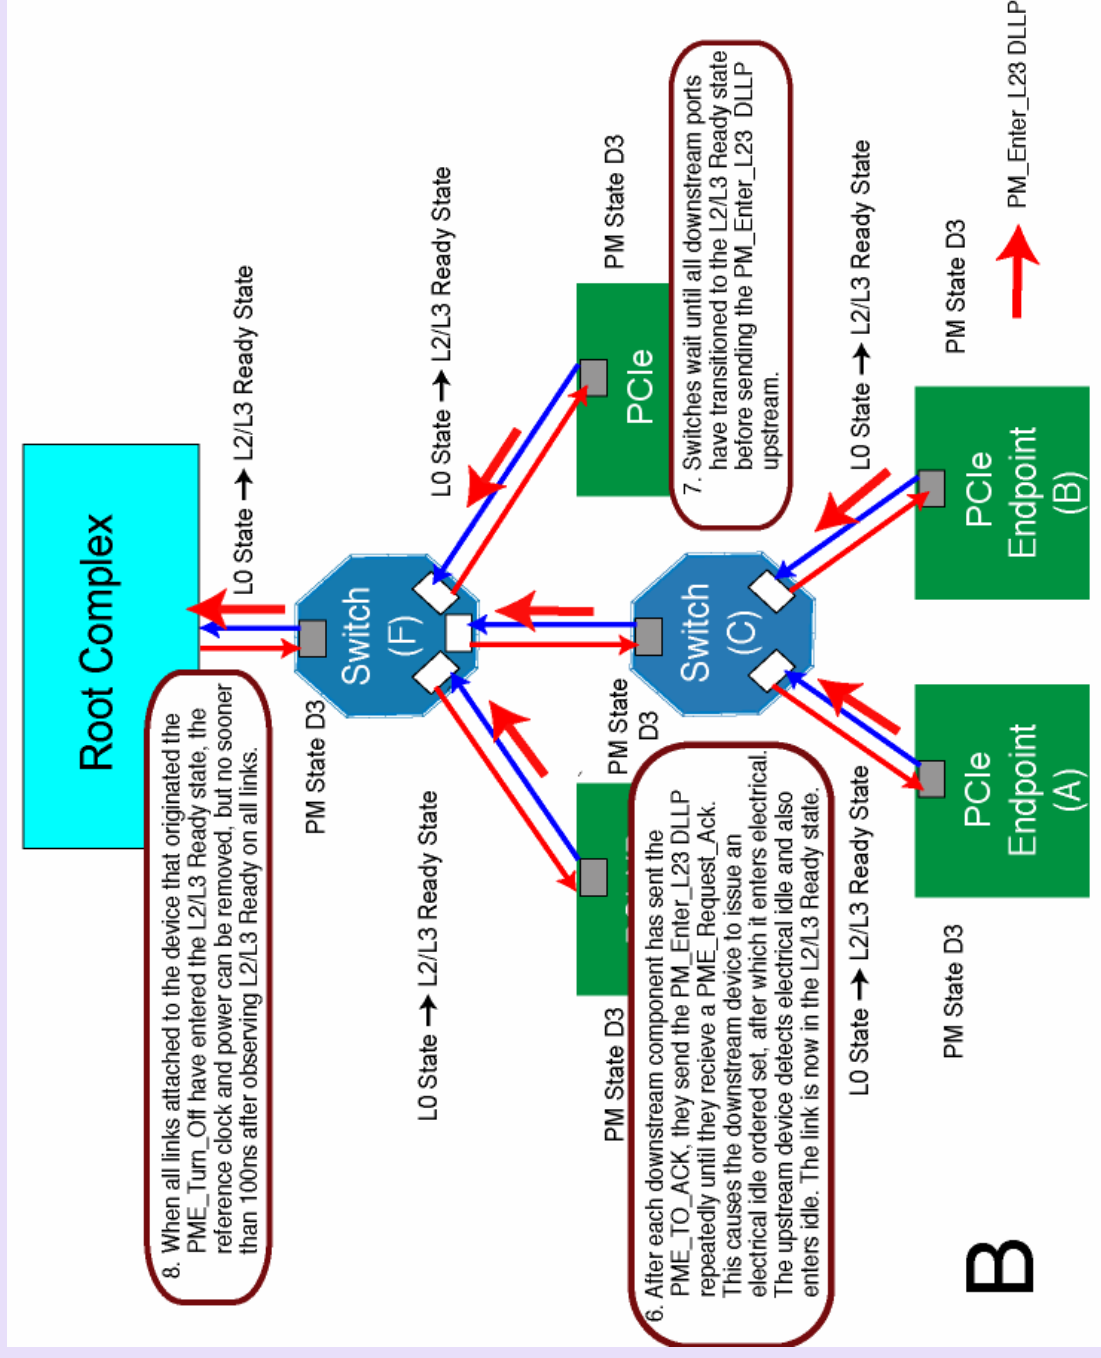 Root Complex
8. When all links attached to the device that originated the
PME_Turn_Off have entered the L2/L3 Ready state, the
reference clock and power can be removed, but no sooner
than 100ns after observing L2/L3 Ready on all links.
L0 State → L2/L3 Ready State
PM State D3
Switch
(F)
L0 State → L2/L3 Ready State
L0 State → L2/L3 Ready State
PM State D3
PCIe
PM State D3
PM State
D3
6. After each downstream component has sent the
PME_TO_ACK, they send the PM_Enter_L23 DLLP
repeatedly until they recieve a PME_Request_Ack.
This causes the downstream device to issue an
electrical idle ordered set, after which it enters electrical.
The upstream device detects electrical idle and also
enters idle. The link is now in the L2/L3 Ready state.
Switch
(C)
7. Switches wait until all downstream ports
have transitioned to the L2/L3 Ready state
before sending the PM_Enter_L23 DLLP
upstream.
L0 State → L2/L3 Ready State
L0 State → L2/L3 Ready State
PM State D3
PCIe
Endpoint
(A)
PCIe
Endpoint
(B)
PM State D3
PM_Enter_L23 DLLP
B